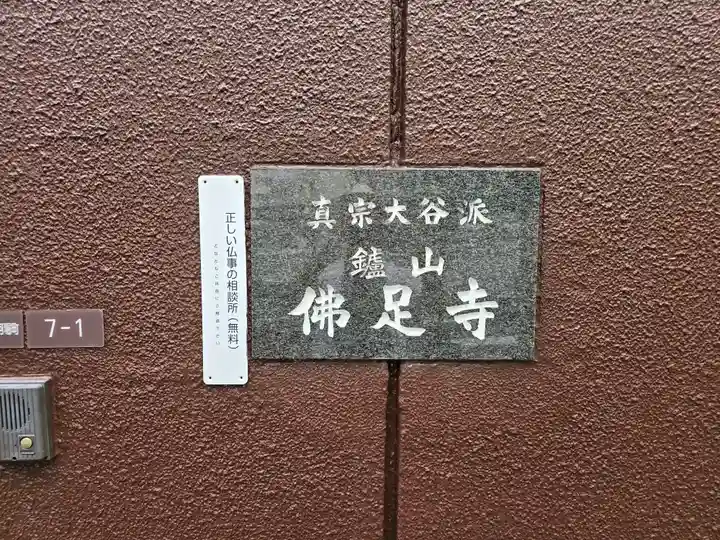 真宗大谷派
鑪山
佛足寺
正しい仏事の相談所(無料)
7-1